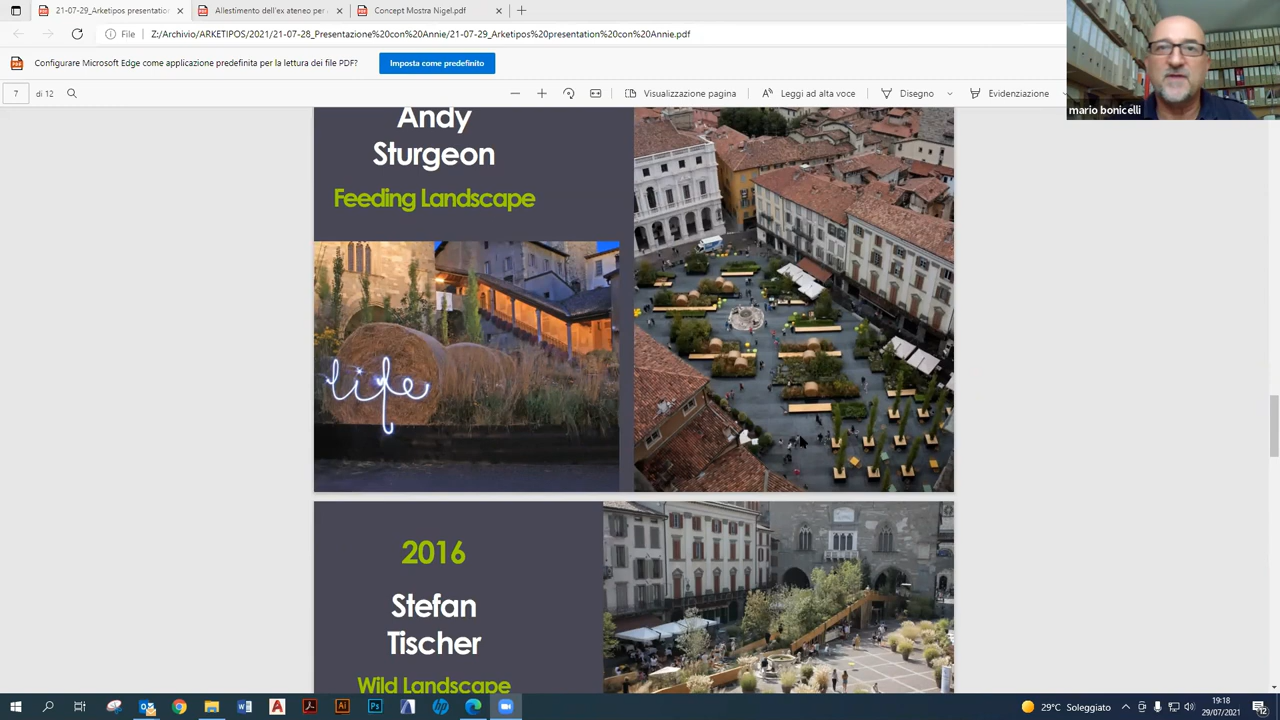 21-07-29_Arketipos presentation
Allestimento dell'ex ateneo per a
Concept Mostra Nigel.pdf
File
Z:/Archivio/ARKETIPOS/2021/21-07-28_Presentazione%20con%20Annie/21-07-29_Arketipos%20presentation%20con%20Annie.pdf
Configurare Microsoft Edge come applicazione predefinita per la lettura dei file PDF?
Imposta come predefinito
7 di 12
Visualizzazione pagina
Leggi ad alta voce
Disegno
Evidenziazione
mario bonicelli
Andy
Sturgeon
Feeding Landscape
life
2016
Stefan
Tischer
Wild Landscape
29°C Soleggiato
19:18
29/07/2021
12